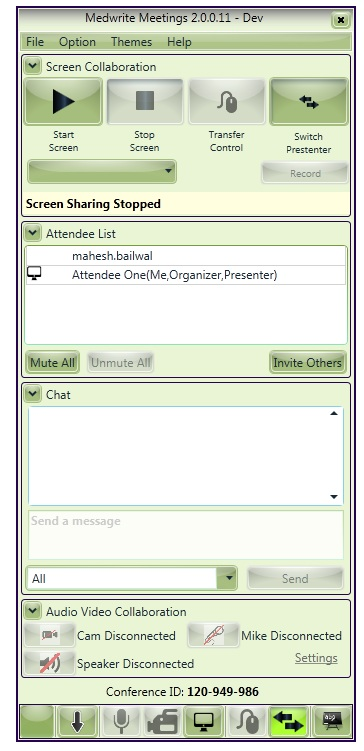 Medwrite Meetings 2.0.0.11 - Dev
File Option Themes Help
Screen Collaboration
Start Screen
Stop Screen
Transfer Control
Switch Prestenter
Record
Screen Sharing Stopped
Attendee List
mahesh.bailwal
Attendee One(Me,Organizer,Presenter)
Mute All Unmute All Invite Others
Chat
Send a message
All Send
Audio Video Collaboration
Cam Disconnected Mike Disconnected
Speaker Disconnected Settings
Conference ID: 120-949-986